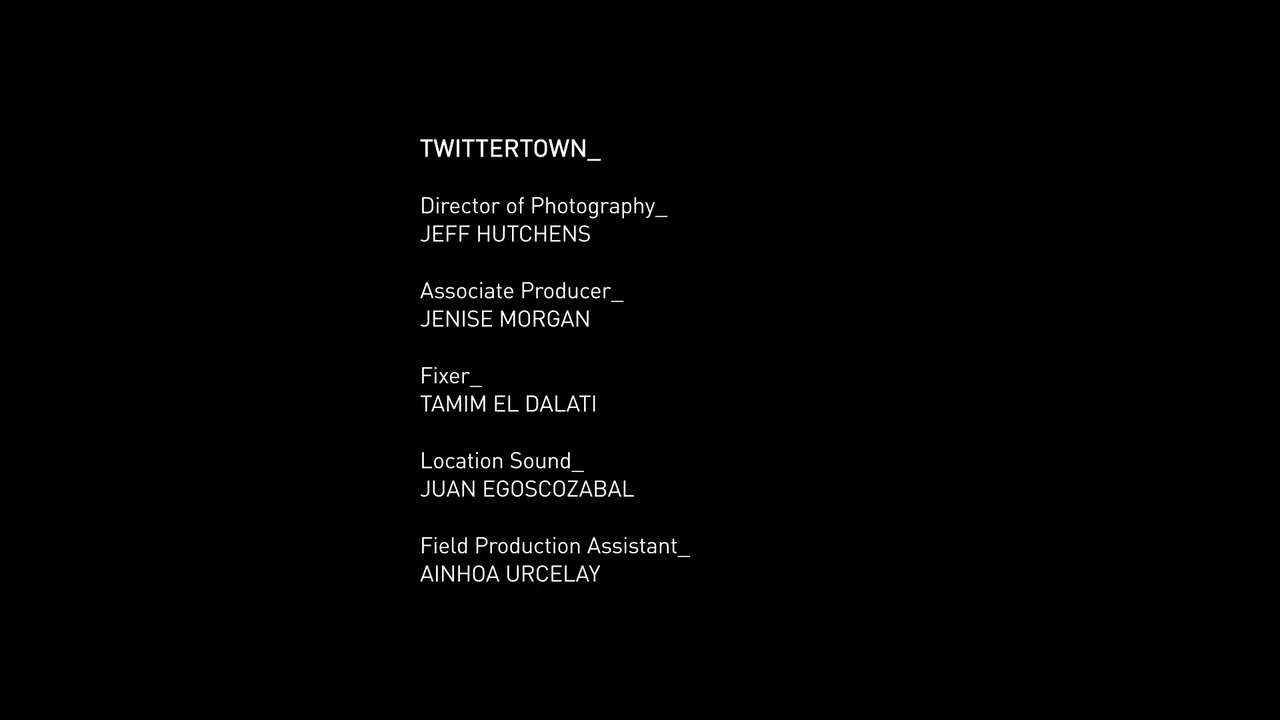 TWITTERTOWN_
Director of Photography_
JEFF HUTCHENS
Associate Producer_
JENISE MORGAN
Fixer_
TAMIM EL DALATI
Location Sound_
JUAN EGOSCOZABAL
Field Production Assistant_
AINHOA URCELAY